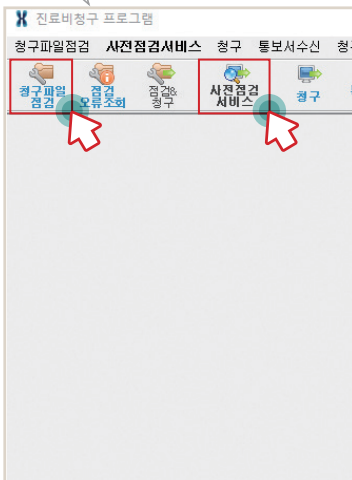 진료비청구 프로그램
청구파일점검 사전점검서비스 청구 통보서수신 청구
청구파일 점검 점검& 사전점검 청구
점검 오류조회 청구 서비스